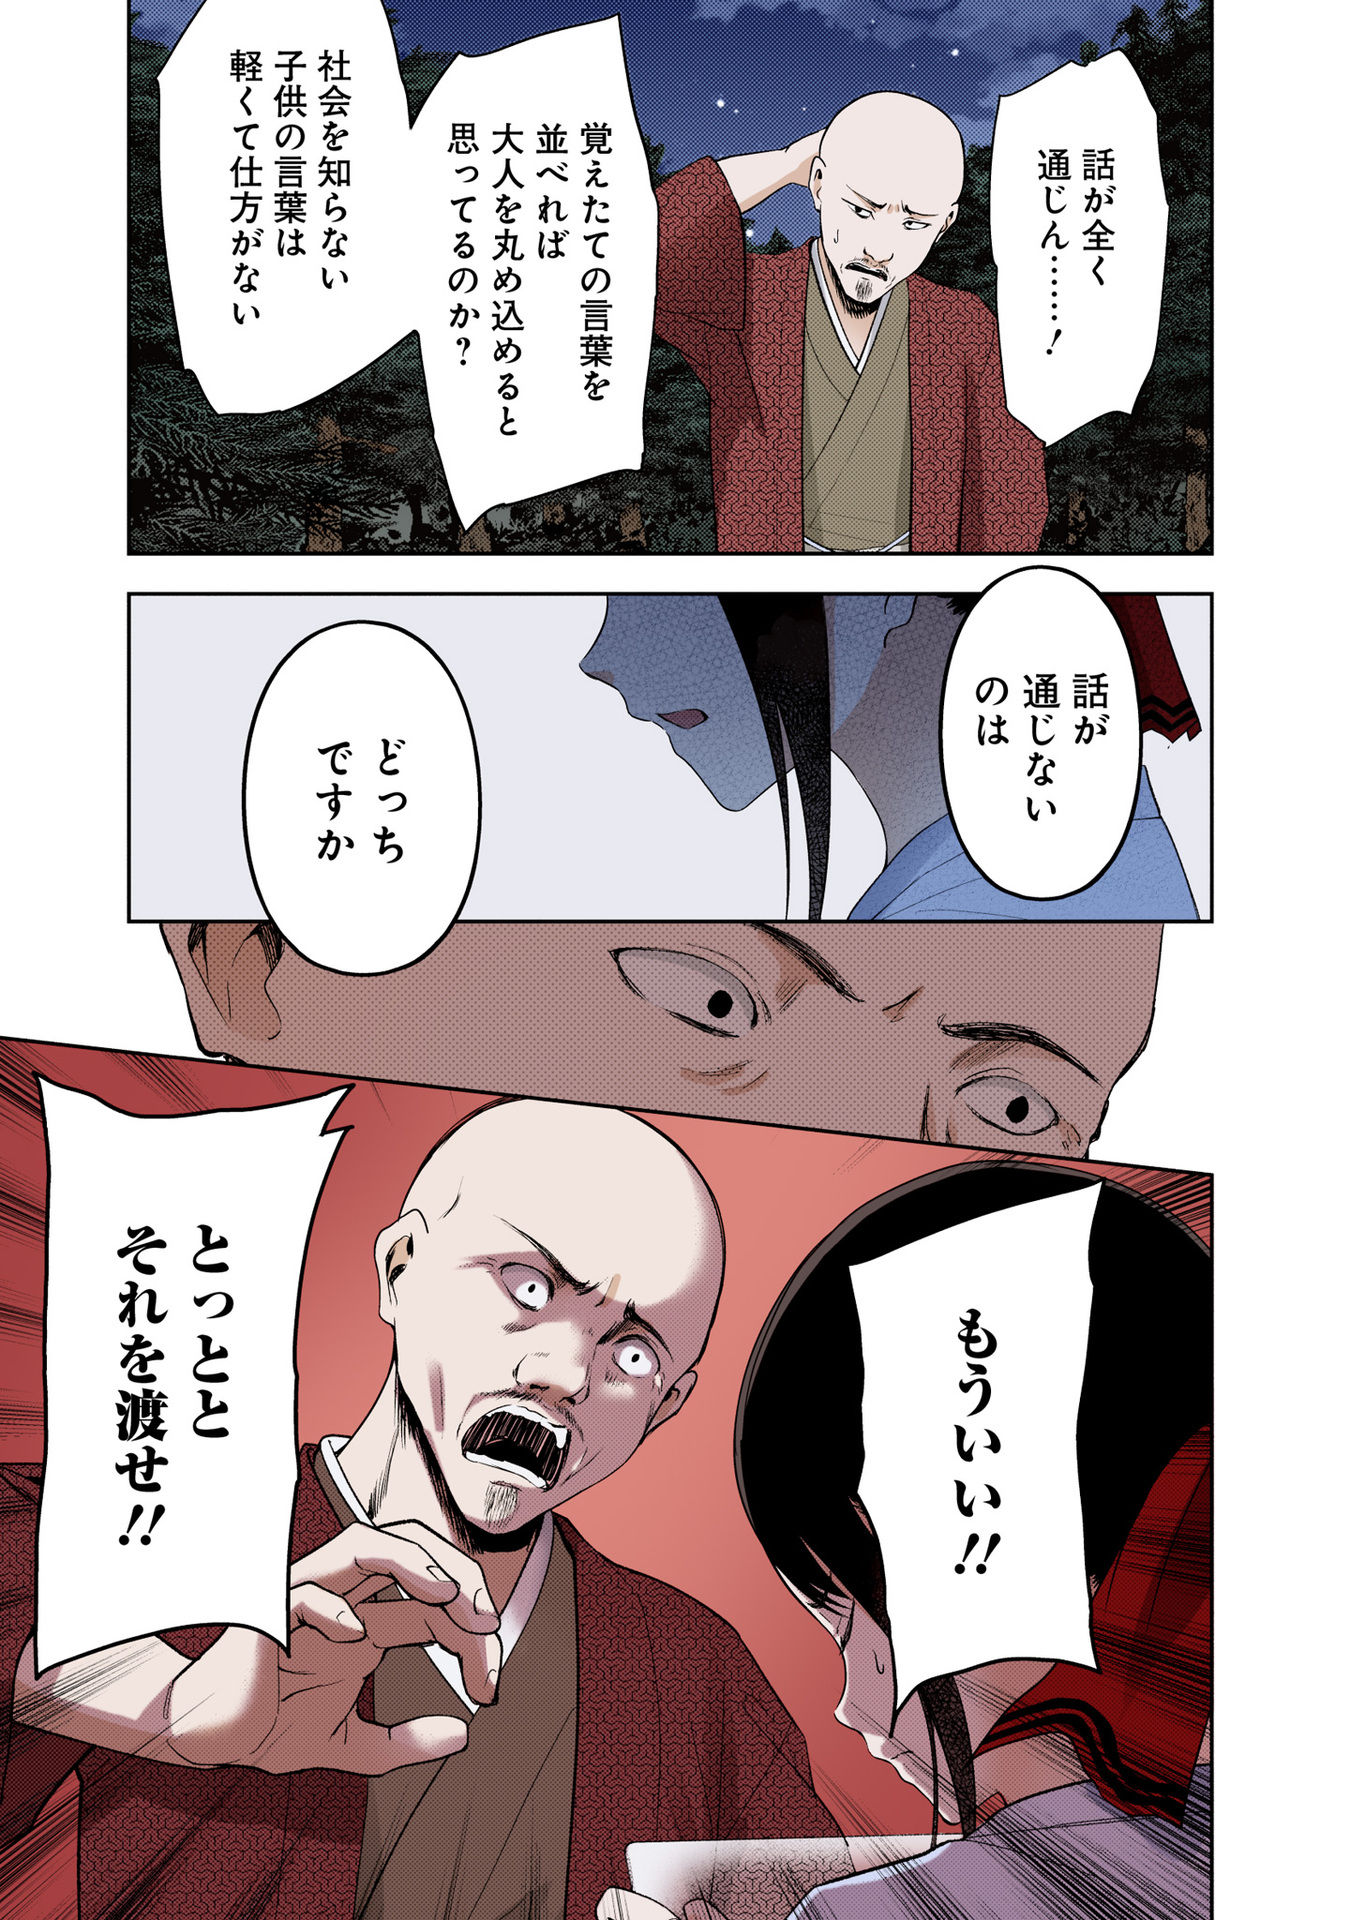 話が全く
通じん……！
覚えたての言葉を
並べれば
大人を丸め込めると
思ってるのか？
社会を知らない
子供の言葉は
軽くて仕方がない
話が
通じない
のは
どっち
ですか
もういい!!
とっとと
それを渡せ!!